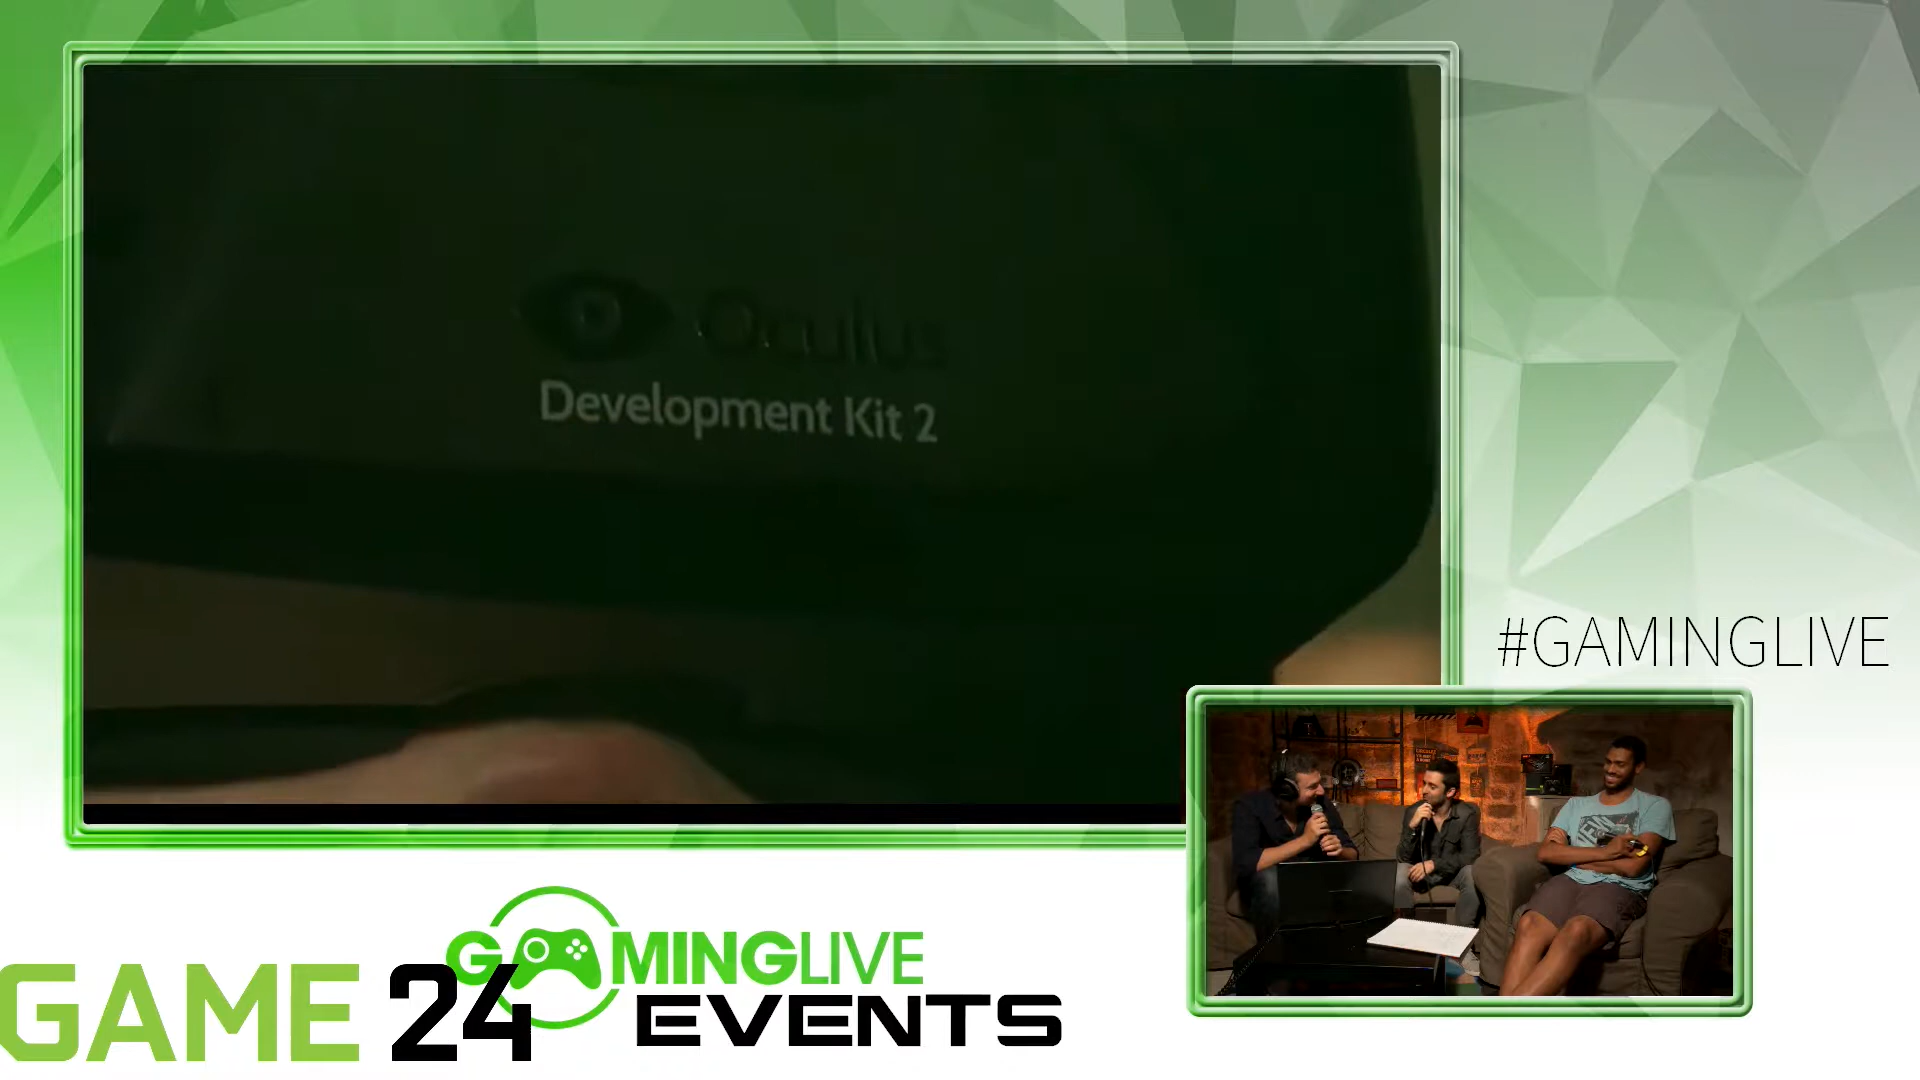 Oculus
Development Kit 2
#GAMINGLIVE
GAMINGLIVE
GAME 24
EVENTS